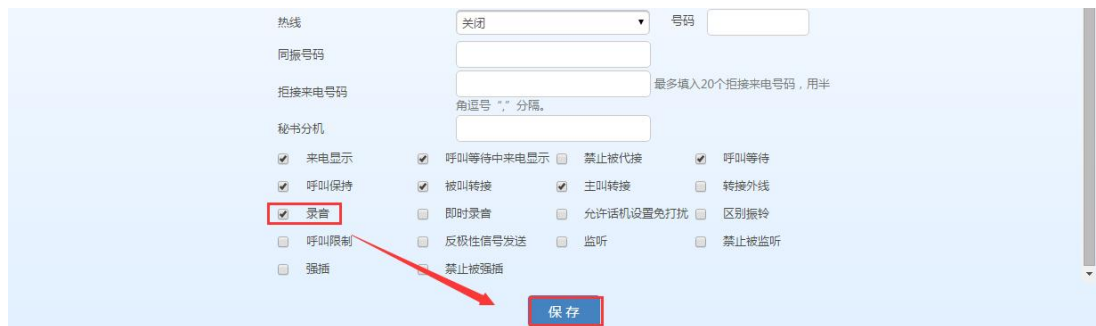 热线 关闭 号码
同振号码
拒接来电号码 最多填入20个拒接来电号码，用半
角逗号 “,” 分隔。
秘书分机
来电显示 呼叫等待中来电显示 禁止被代接 呼叫等待
呼叫保持 被叫转接 主叫转接 转接外线
录音 即时录音 允许话机设置免打扰 区别振铃
呼叫限制 反极性信号发送 监听 禁止被监听
强插 禁止被强插
保存